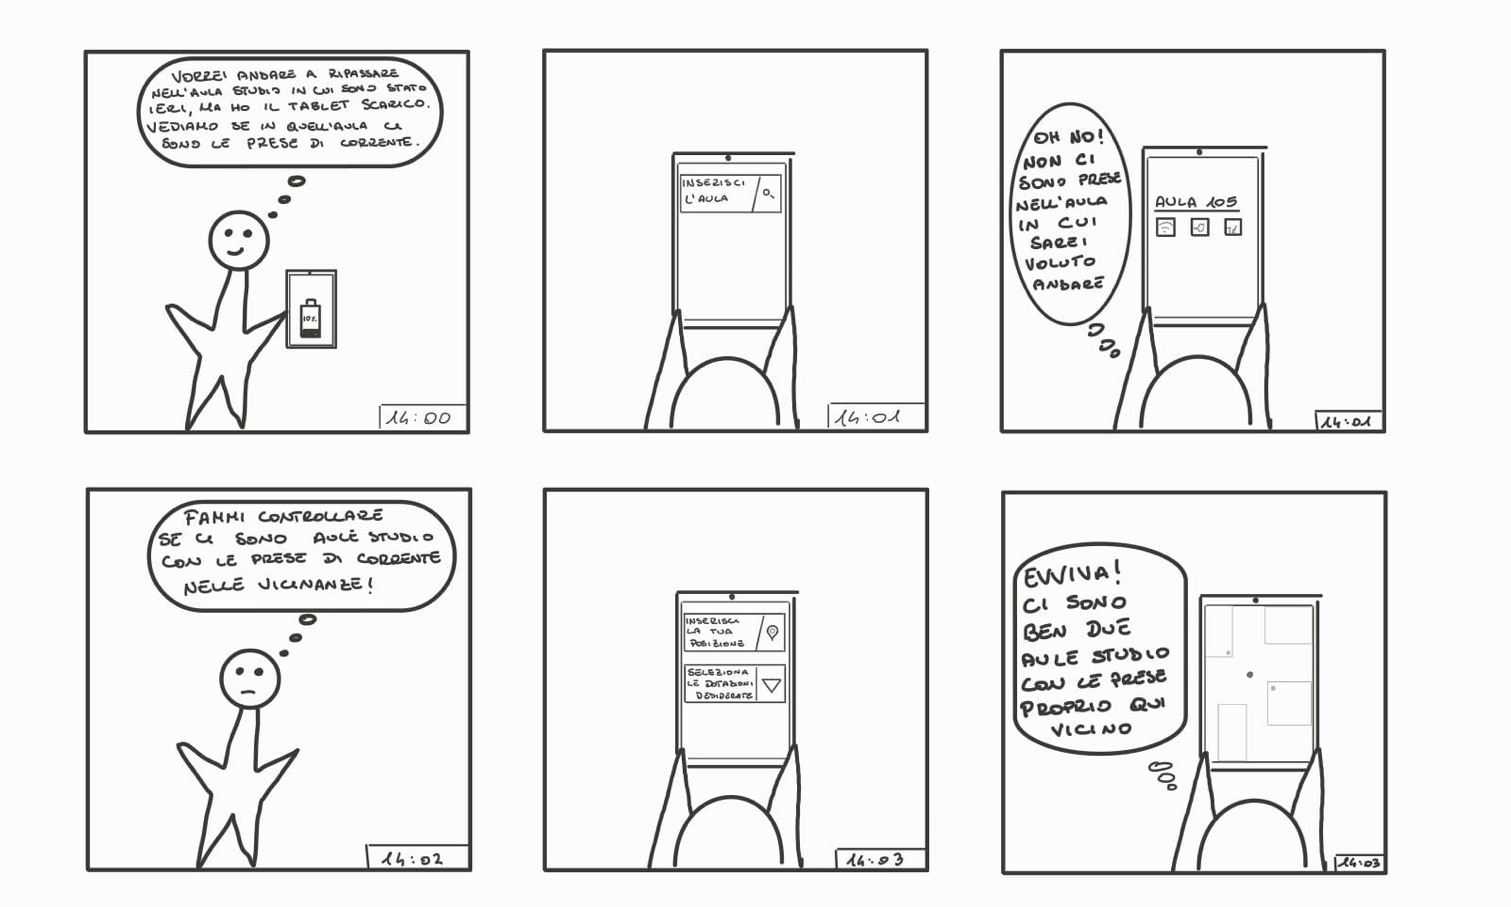 VORREI ANDARE A RIPASSARE
NELL'AULA STUDIO IN CUI SONO STATO
IERI, MA HO IL TABLET SCARICO.
VEDIAMO SE IN QUELL'AULA CI
SONO LE PRESE DI CORRENTE.
10%
14:00
INSERISCI
L'AULA
14:01
OH NO!
NON CI
SONO PRESE
NELL'AULA
IN CUI
SAREI
VOLUTO
ANDARE
AULA 105
14:01
FAMMI CONTROLLARE
SE CI SONO AULE STUDIO
CON LE PRESE DI CORRENTE
NELLE VICINANZE!
14:02
INSERISCI
LA TUA
POSIZIONE
SELEZIONA
LE DOTAZIONI
DESIDERATE
14:03
EVVIVA!
CI SONO
BEN DUE
AULE STUDIO
CON LE PRESE
PROPRIO QUI
VICINO
14:03